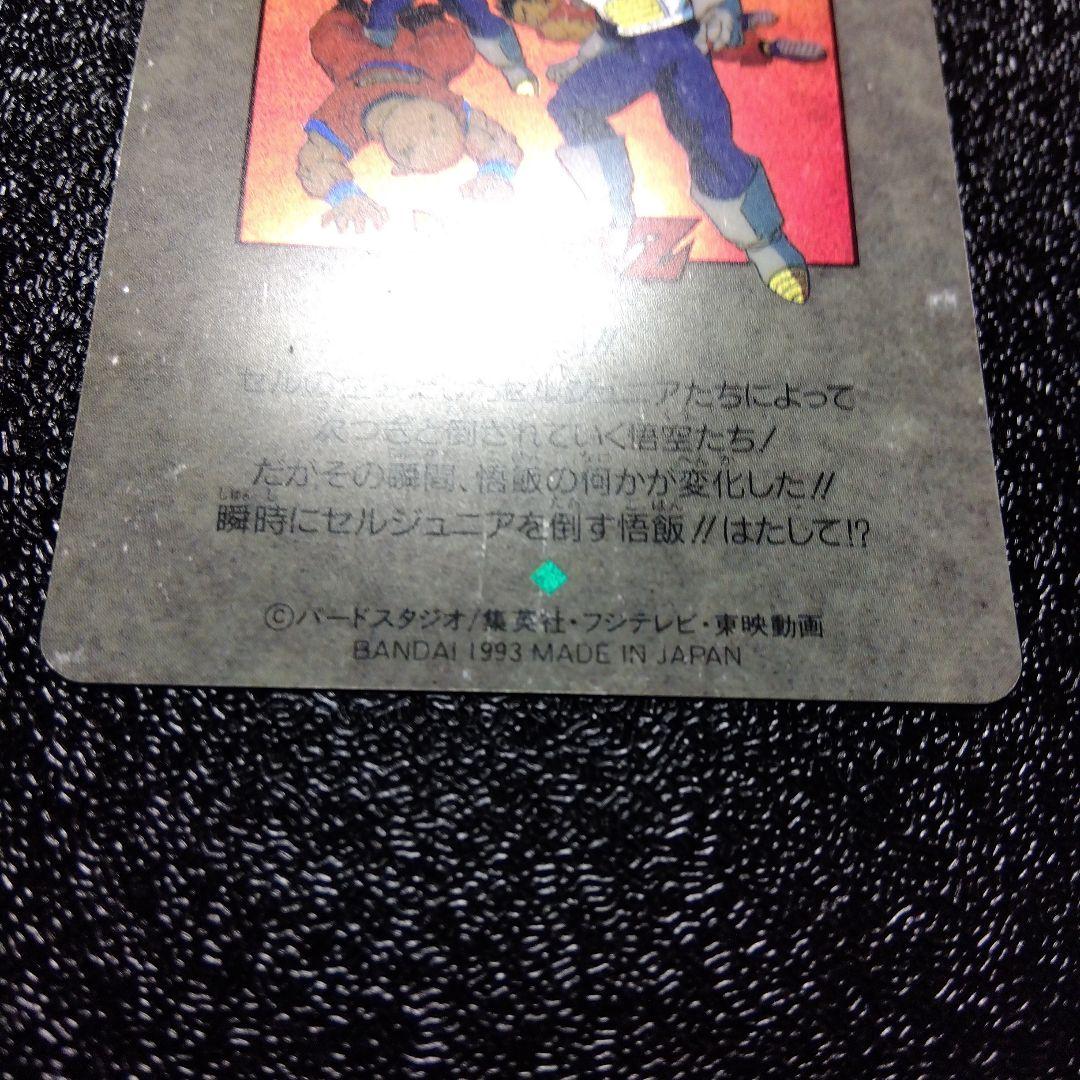 Z
!!
セルジュニアたちによって
次つぎと倒されていく悟空たち!
だがその瞬間、悟飯の何かが変化した!!
瞬時にセルジュニアを倒す悟飯!!はたして!?
©バードスタジオ/集英社・フジテレビ・東映動画
BANDAI 1993 MADE IN JAPAN